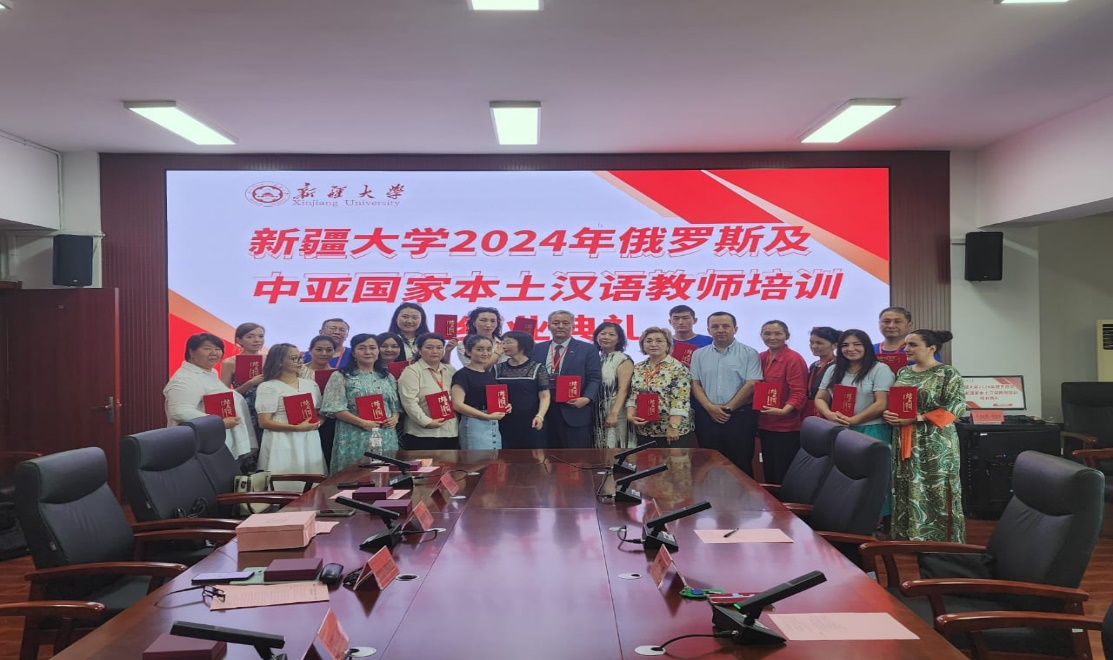 新疆大学
Xinjiang University
新疆大学2024年俄罗斯及
中亚国家本土汉语教师培训
业典礼